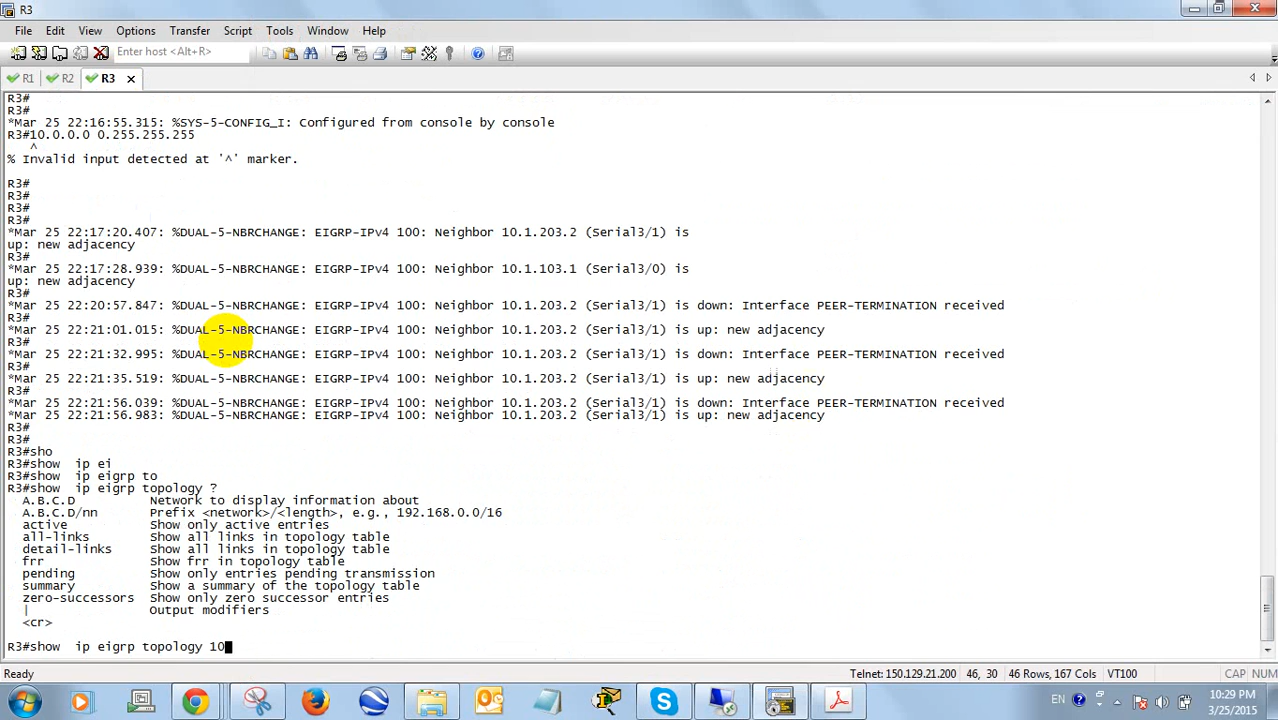 R3
File Edit View Options Transfer Script Tools Window Help
Enter host <Alt+R>
R1 R2 R3
R3#
R3#
*Mar 25 22:16:55.315: %SYS-5-CONFIG_I: Configured from console by console
R3#10.0.0.0 0.255.255.255
^
% Invalid input detected at '^' marker.
R3#
R3#
R3#
R3#
*Mar 25 22:17:20.407: %DUAL-5-NBRCHANGE: EIGRP-IPv4 100: Neighbor 10.1.203.2 (Serial3/1) is
up: new adjacency
R3#
*Mar 25 22:17:28.939: %DUAL-5-NBRCHANGE: EIGRP-IPv4 100: Neighbor 10.1.103.1 (Serial3/0) is
up: new adjacency
R3#
*Mar 25 22:20:57.847: %DUAL-5-NBRCHANGE: EIGRP-IPv4 100: Neighbor 10.1.203.2 (Serial3/1) is down: Interface PEER-TERMINATION received
R3#
*Mar 25 22:21:01.015: %DUAL-5-NBRCHANGE: EIGRP-IPv4 100: Neighbor 10.1.203.2 (Serial3/1) is up: new adjacency
R3#
*Mar 25 22:21:32.995: %DUAL-5-NBRCHANGE: EIGRP-IPv4 100: Neighbor 10.1.203.2 (Serial3/1) is down: Interface PEER-TERMINATION received
R3#
*Mar 25 22:21:35.519: %DUAL-5-NBRCHANGE: EIGRP-IPv4 100: Neighbor 10.1.203.2 (Serial3/1) is up: new adjacency
R3#
*Mar 25 22:21:56.039: %DUAL-5-NBRCHANGE: EIGRP-IPv4 100: Neighbor 10.1.203.2 (Serial3/1) is down: Interface PEER-TERMINATION received
*Mar 25 22:21:56.983: %DUAL-5-NBRCHANGE: EIGRP-IPv4 100: Neighbor 10.1.203.2 (Serial3/1) is up: new adjacency
R3#
R3#
R3#sho
R3#show  ip ei
R3#show  ip eigrp to
R3#show  ip eigrp topology ?
A.B.C.D Network to display information about
A.B.C.D/nn Prefix <network>/<length>, e.g., 192.168.0.0/16
active Show only active entries
all-links Show all links in topology table
detail-links Show all links in topology table
frr Show frr in topology table
pending Show only entries pending transmission
summary Show a summary of the topology table
zero-successors Show only zero successor entries
| Output modifiers
<cr>
R3#show  ip eigrp topology 10
Ready Telnet: 150.129.21.200 46, 30 46 Rows, 167 Cols VT100 CAP NUM
EN 10:29 PM
3/25/2015